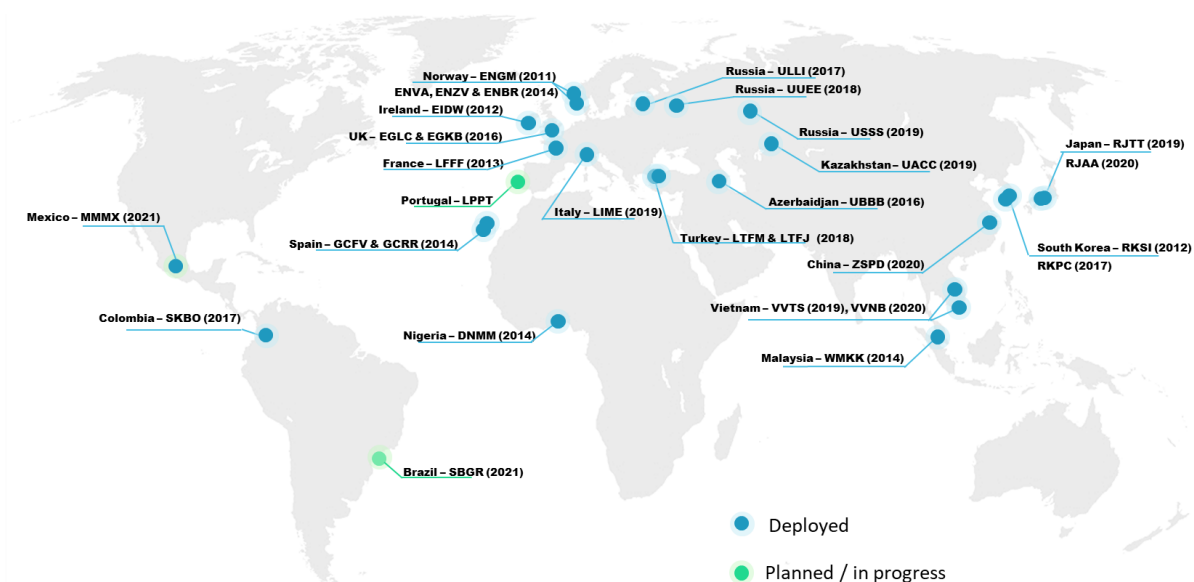 Norway – ENGM (2011)
ENVA, ENZV & ENBR (2014)
Ireland – EIDW (2012)
UK – EGLC & EGKB (2016)
France – LFFF (2013)
Portugal – LPPT
Mexico – MMMX (2021)
Spain – GCFV & GCRR (2014)
Colombia – SKBO (2017)
Nigeria – DNMM (2014)
Brazil – SBGR (2021)
Italy – LIME (2019)
Russia – ULLI (2017)
Russia – UUEE (2018)
Russia – USSS (2019)
Kazakhstan – UACC (2019)
Azerbaidjan – UBBB (2016)
Turkey – LTFM & LTFJ (2018)
Japan – RJTT (2019)
RJAA (2020)
South Korea – RKSI (2012)
RKPC (2017)
China – ZSPD (2020)
Vietnam – VVTS (2019), VVNB (2020)
Malaysia – WMKK (2014)
Deployed
Planned / in progress